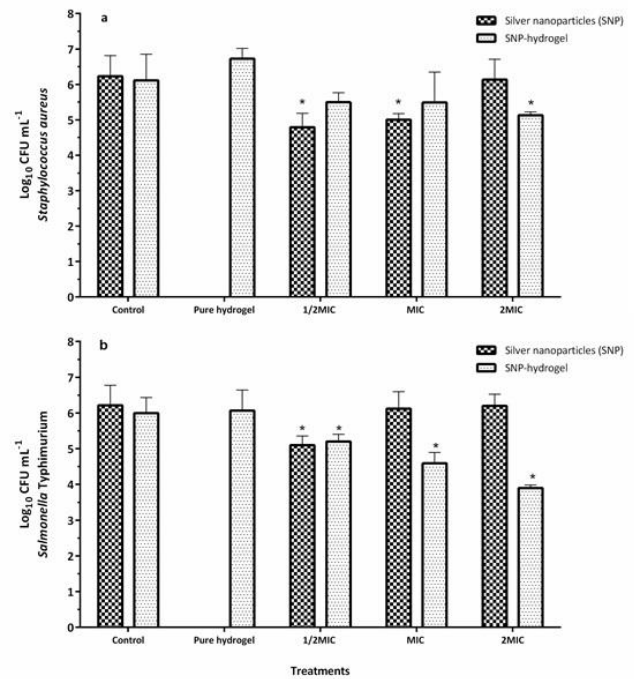 a
Silver nanoparticles (SNP)
SNP-hydrogel
8
7
6
5
4
3
2
1
0
Log10 CFU mL-1
Staphylococcus aureus
*
*
*
Control
Pure hydrogel
1/2MIC
MIC
2MIC
b
Silver nanoparticles (SNP)
SNP-hydrogel
8
7
6
5
4
3
2
1
0
Log10 CFU mL-1
Salmonella Typhimurium
*
*
*
*
Control
Pure hydrogel
1/2MIC
MIC
2MIC
Treatments